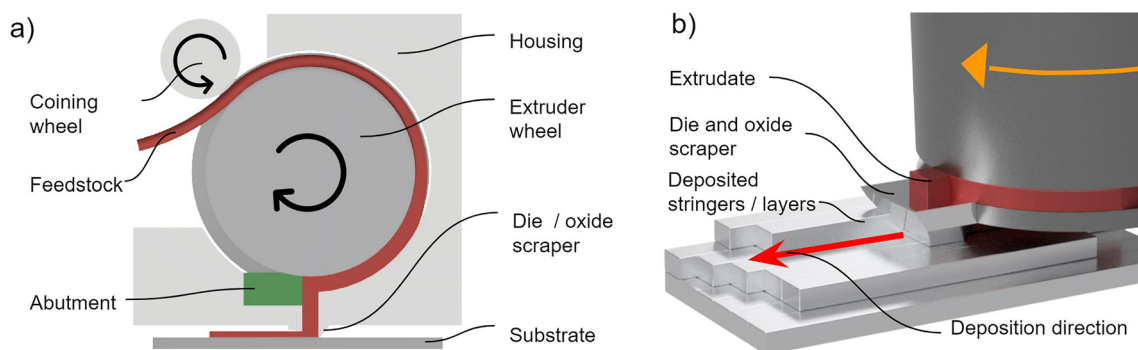 a)
Housing
Coining
wheel
Extruder
wheel
Feedstock
Die / oxide
scraper
Abutment
Substrate
b)
Extrudate
Die and oxide
scraper
Deposited
stringers / layers
Deposition direction